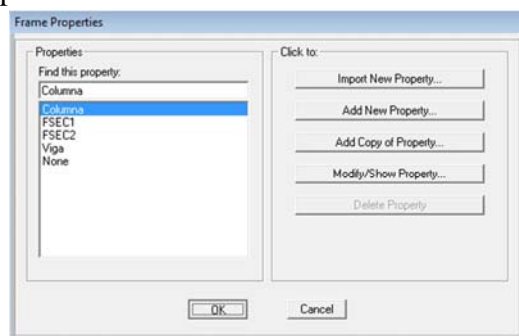 Frame Properties
Properties
Find this property:
Columna
Columna
FSEC1
FSEC2
Viga
None
Click to:
Import New Property...
Add New Property...
Add Copy of Property...
Modify/Show Property...
Delete Property
OK
Cancel